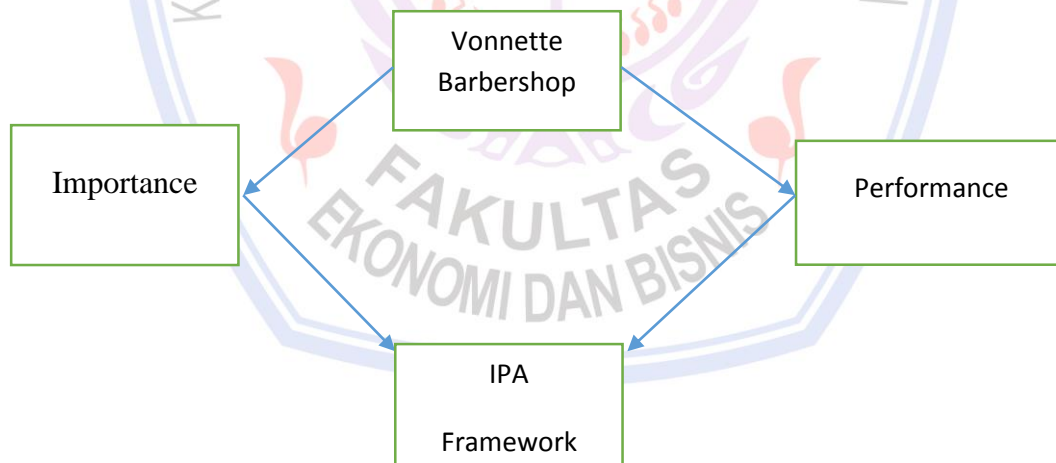 Vonnette
Barbershop
Importance
Performance
FAKULTAS
EKONOMI DAN BISNIS
IPA
Framework